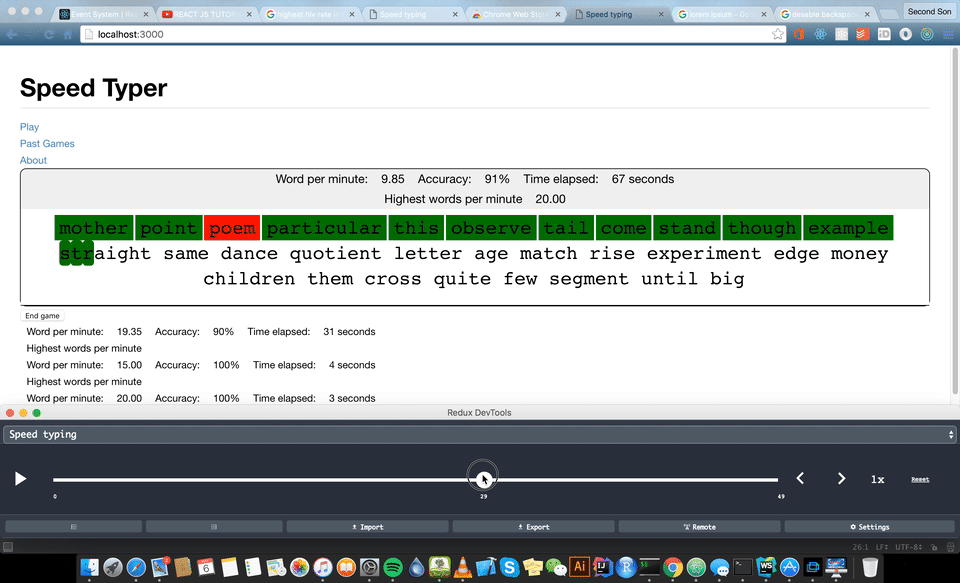 Event System | Re
REACT JS TUTOR
highest hiv rate i
Speed typing
Chrome Web Sto
Speed typing
lorem ipsum - Go
desable backspac
Second Son
localhost:3000
Speed Typer
Play
Past Games
About
Word per minute: 9.85 Accuracy: 91% Time elapsed: 67 seconds
Highest words per minute 20.00
mother point poem particular this observe tail come stand though example
straight same dance quotient letter age match rise experiment edge money
children them cross quite few segment until big
End game
Word per minute: 19.35 Accuracy: 90% Time elapsed: 31 seconds
Highest words per minute
Word per minute: 15.00 Accuracy: 100% Time elapsed: 4 seconds
Highest words per minute
Word per minute: 20.00 Accuracy: 100% Time elapsed: 3 seconds
Redux DevTools
Speed typing
1x Reset
0 29 49
Import Export Remote Settings
26:1 LF÷ UTF-8÷
6 Ai WS